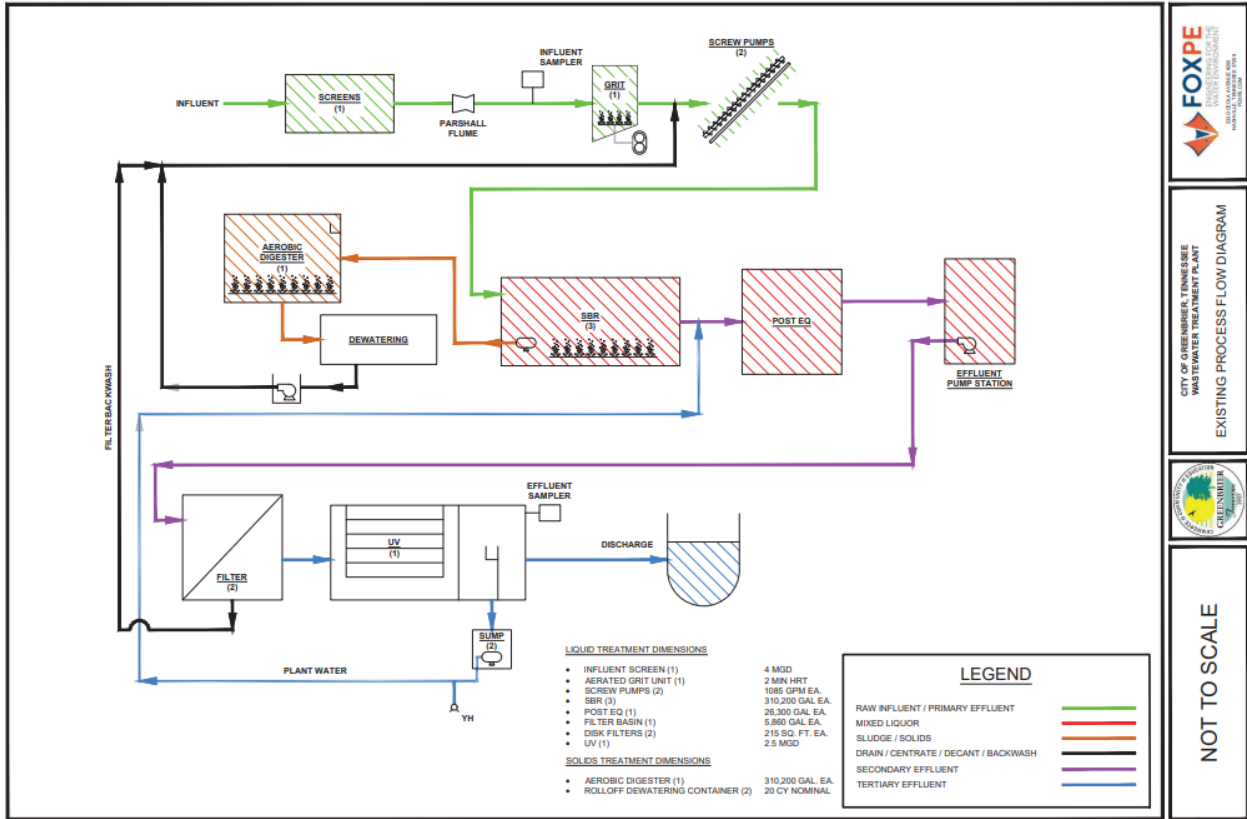 INFLUENT
SCREENS
(1)
PARSHALL
FLUME
INFLUENT
SAMPLER
GRIT
(1)
SCREW PUMPS
(2)
AEROBIC
DIGESTER
(1)
DEWATERING
SBR
(3)
POST EQ
EFFLUENT
PUMP STATION
FILTER BACKWASH
FILTER
(2)
UV
(1)
EFFLUENT
SAMPLER
DISCHARGE
SUMP
(2)
PLANT WATER
YH
LIQUID TREATMENT DIMENSIONS
• INFLUENT SCREEN (1) 4 MGD
• AERATED GRIT UNIT (1) 2 MIN HRT
• SCREW PUMPS (2) 1085 GPM EA.
• SBR (3) 310,200 GAL EA.
• POST EQ (1) 26,300 GAL EA.
• FILTER BASIN (1) 5,860 GAL EA.
• DISK FILTERS (2) 215 SQ. FT. EA.
• UV (1) 2.5 MGD
SOLIDS TREATMENT DIMENSIONS
• AEROBIC DIGESTER (1) 310,200 GAL. EA.
• ROLLOFF DEWATERING CONTAINER (2) 20 CY NOMINAL
LEGEND
RAW INFLUENT / PRIMARY EFFLUENT
MIXED LIQUOR
SLUDGE / SOLIDS
DRAIN / CENTRATE / DECANT / BACKWASH
SECONDARY EFFLUENT
TERTIARY EFFLUENT
FOXPE
ENGINEERING FOR THE
WATER ENVIRONMENT
NASHVILLE, TENNESSEE
FOXPE.COM
CITY OF GREENBRIER, TENNESSEE
WASTEWATER TREATMENT PLANT
EXISTING PROCESS FLOW DIAGRAM
GREENBRIER
NOT TO SCALE